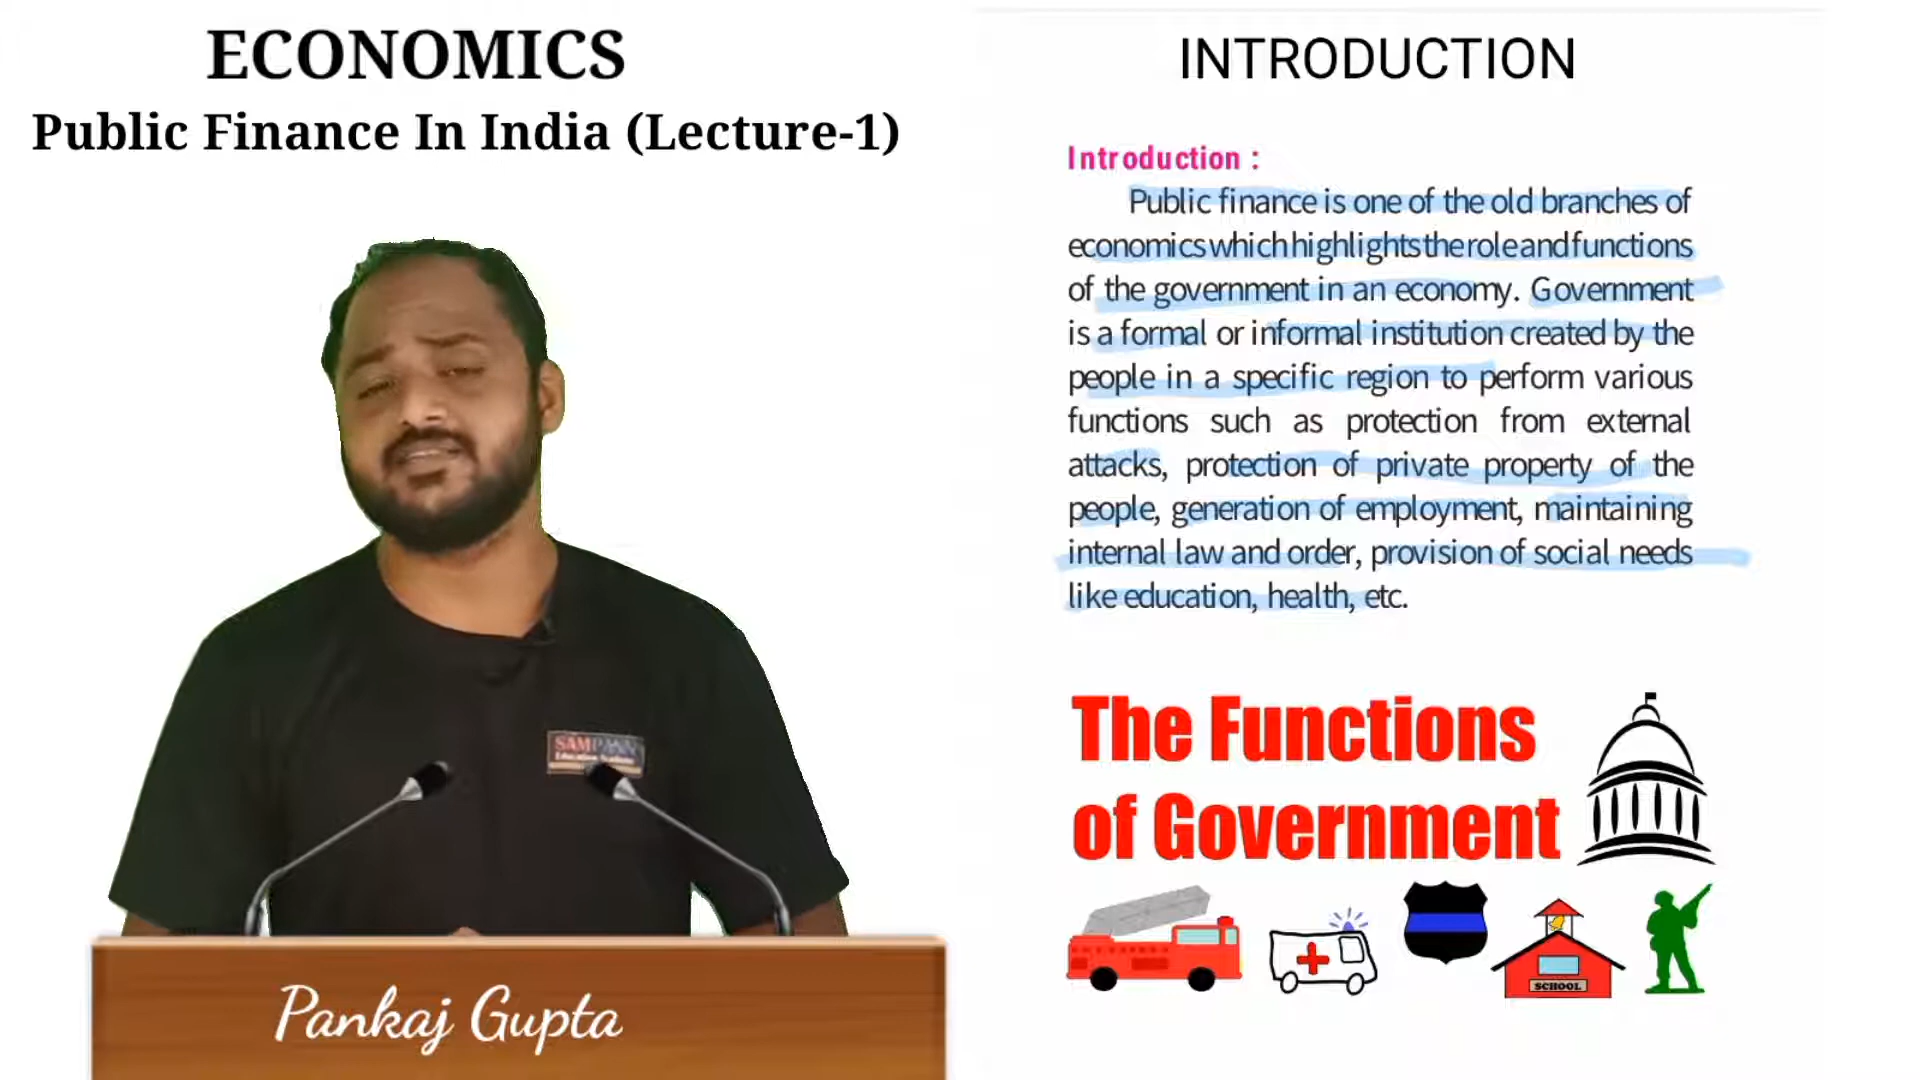 ECONOMICS
Public Finance In India (Lecture-1)
SAMPANN
Pankaj Gupta
INTRODUCTION
Introduction :
Public finance is one of the old branches of
economics which highlights the role and functions
of the government in an economy. Government
is a formal or informal institution created by the
people in a specific region to perform various
functions such as protection from external
attacks, protection of private property of the
people, generation of employment, maintaining
internal law and order, provision of social needs
like education, health, etc.
The Functions
of Government
SCHOOL